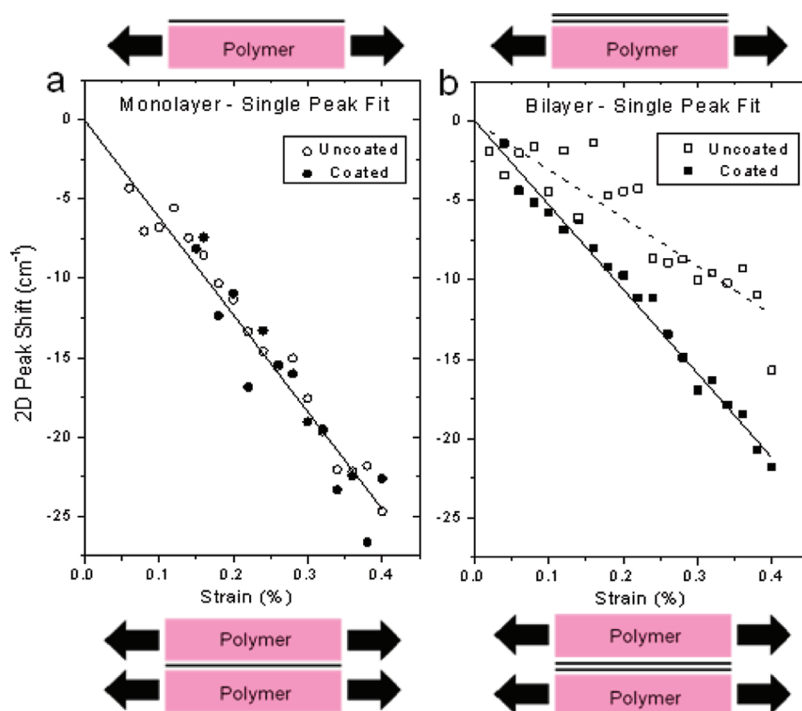 Polymer
Polymer
a
Monolayer - Single Peak Fit
Uncoated
Coated
0
-5
-10
-15
-20
-25
2D Peak Shift (cm⁻¹)
0.0 0.1 0.2 0.3 0.4
Strain (%)
b
Bilayer - Single Peak Fit
Uncoated
Coated
0
-5
-10
-15
-20
-25
0.0 0.1 0.2 0.3 0.4
Strain (%)
Polymer
Polymer
Polymer
Polymer